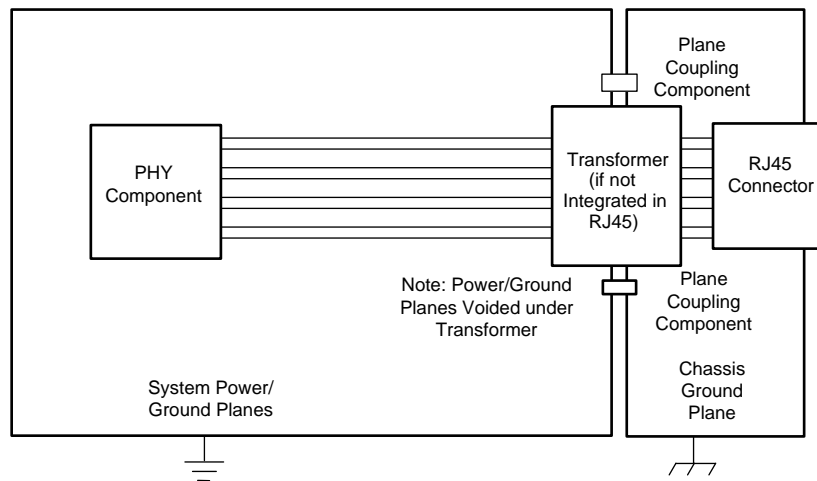 Plane
Coupling
Component
PHY
Component
Transformer
(if not
Integrated in
RJ45)
RJ45
Connector
Note: Power/Ground
Planes Voided under
Transformer
Plane
Coupling
Component
System Power/
Ground Planes
Chassis
Ground
Plane